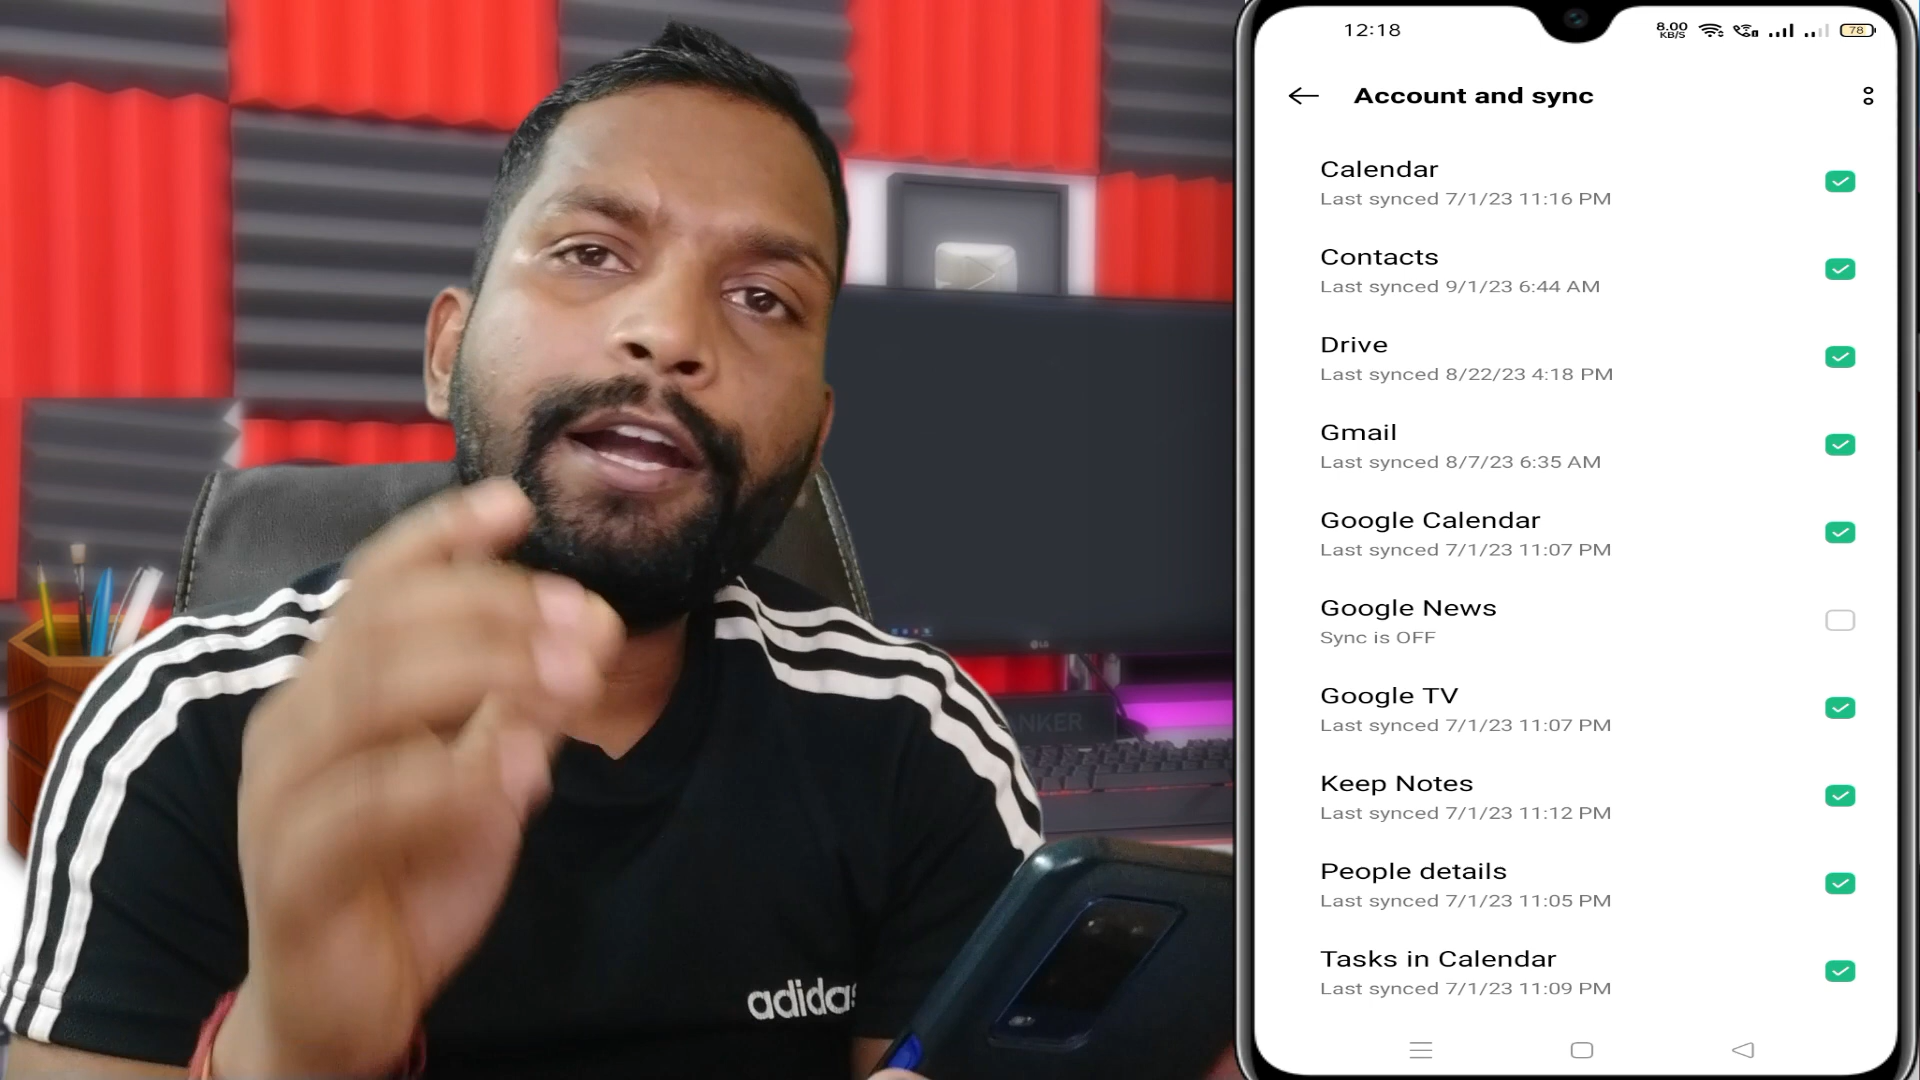 12:18
8.00
KB/S
78
Account and sync
Calendar
Last synced 7/1/23 11:16 PM
Contacts
Last synced 9/1/23 6:44 AM
Drive
Last synced 8/22/23 4:18 PM
Gmail
Last synced 8/7/23 6:35 AM
Google Calendar
Last synced 7/1/23 11:07 PM
Google News
Sync is OFF
Google TV
Last synced 7/1/23 11:07 PM
Keep Notes
Last synced 7/1/23 11:12 PM
People details
Last synced 7/1/23 11:05 PM
Tasks in Calendar
Last synced 7/1/23 11:09 PM
LG
ANKER
adidas